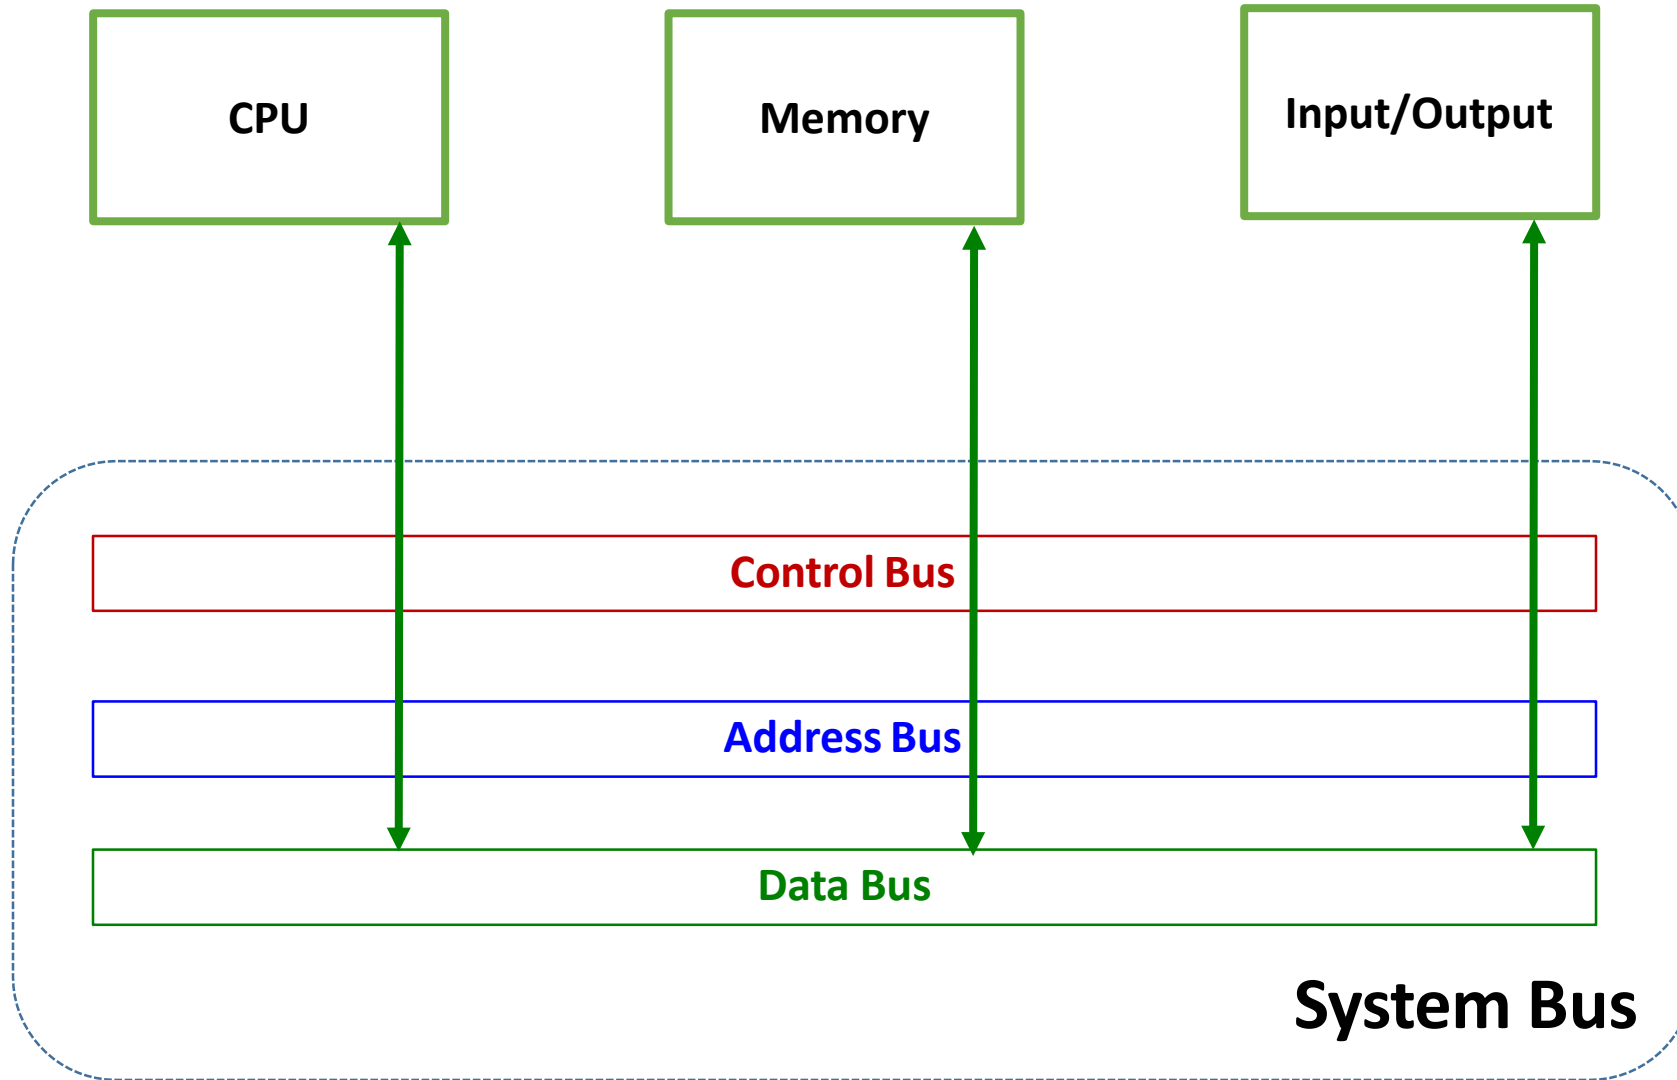 CPU
Memory
Input/Output
Control Bus
Address Bus
Data Bus
System Bus